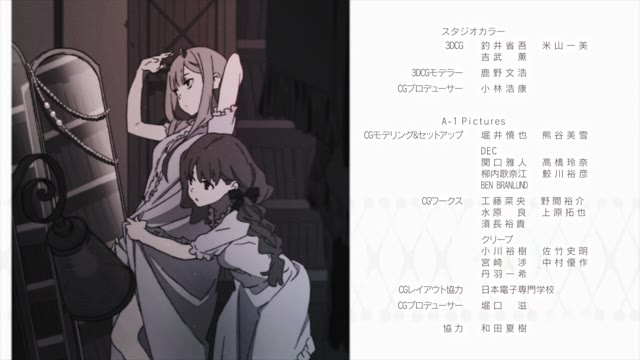 スタジオカラー
3DCG 釣井省吾 米山一美
吉武 薫
3DCGモデラー 鹿野文浩
CGプロデューサー 小林浩康
A-1 Pictures
CGモデリング&セットアップ 堀井慎也 熊谷美雪
DEC
関口雅人 高橋玲奈
柳内歌奈江 鮫川裕彦
BEN BRANLUND
CGワークス 工藤菜央 野間裕介
水原 良 上原拓也
須長裕貴
クリープ
小川裕樹 佐竹史明
宮崎 渉 中村優作
丹羽一希
CGレイアウト協力 日本電子専門学校
CGプロデューサー 堀口 滋
協力 和田夏樹